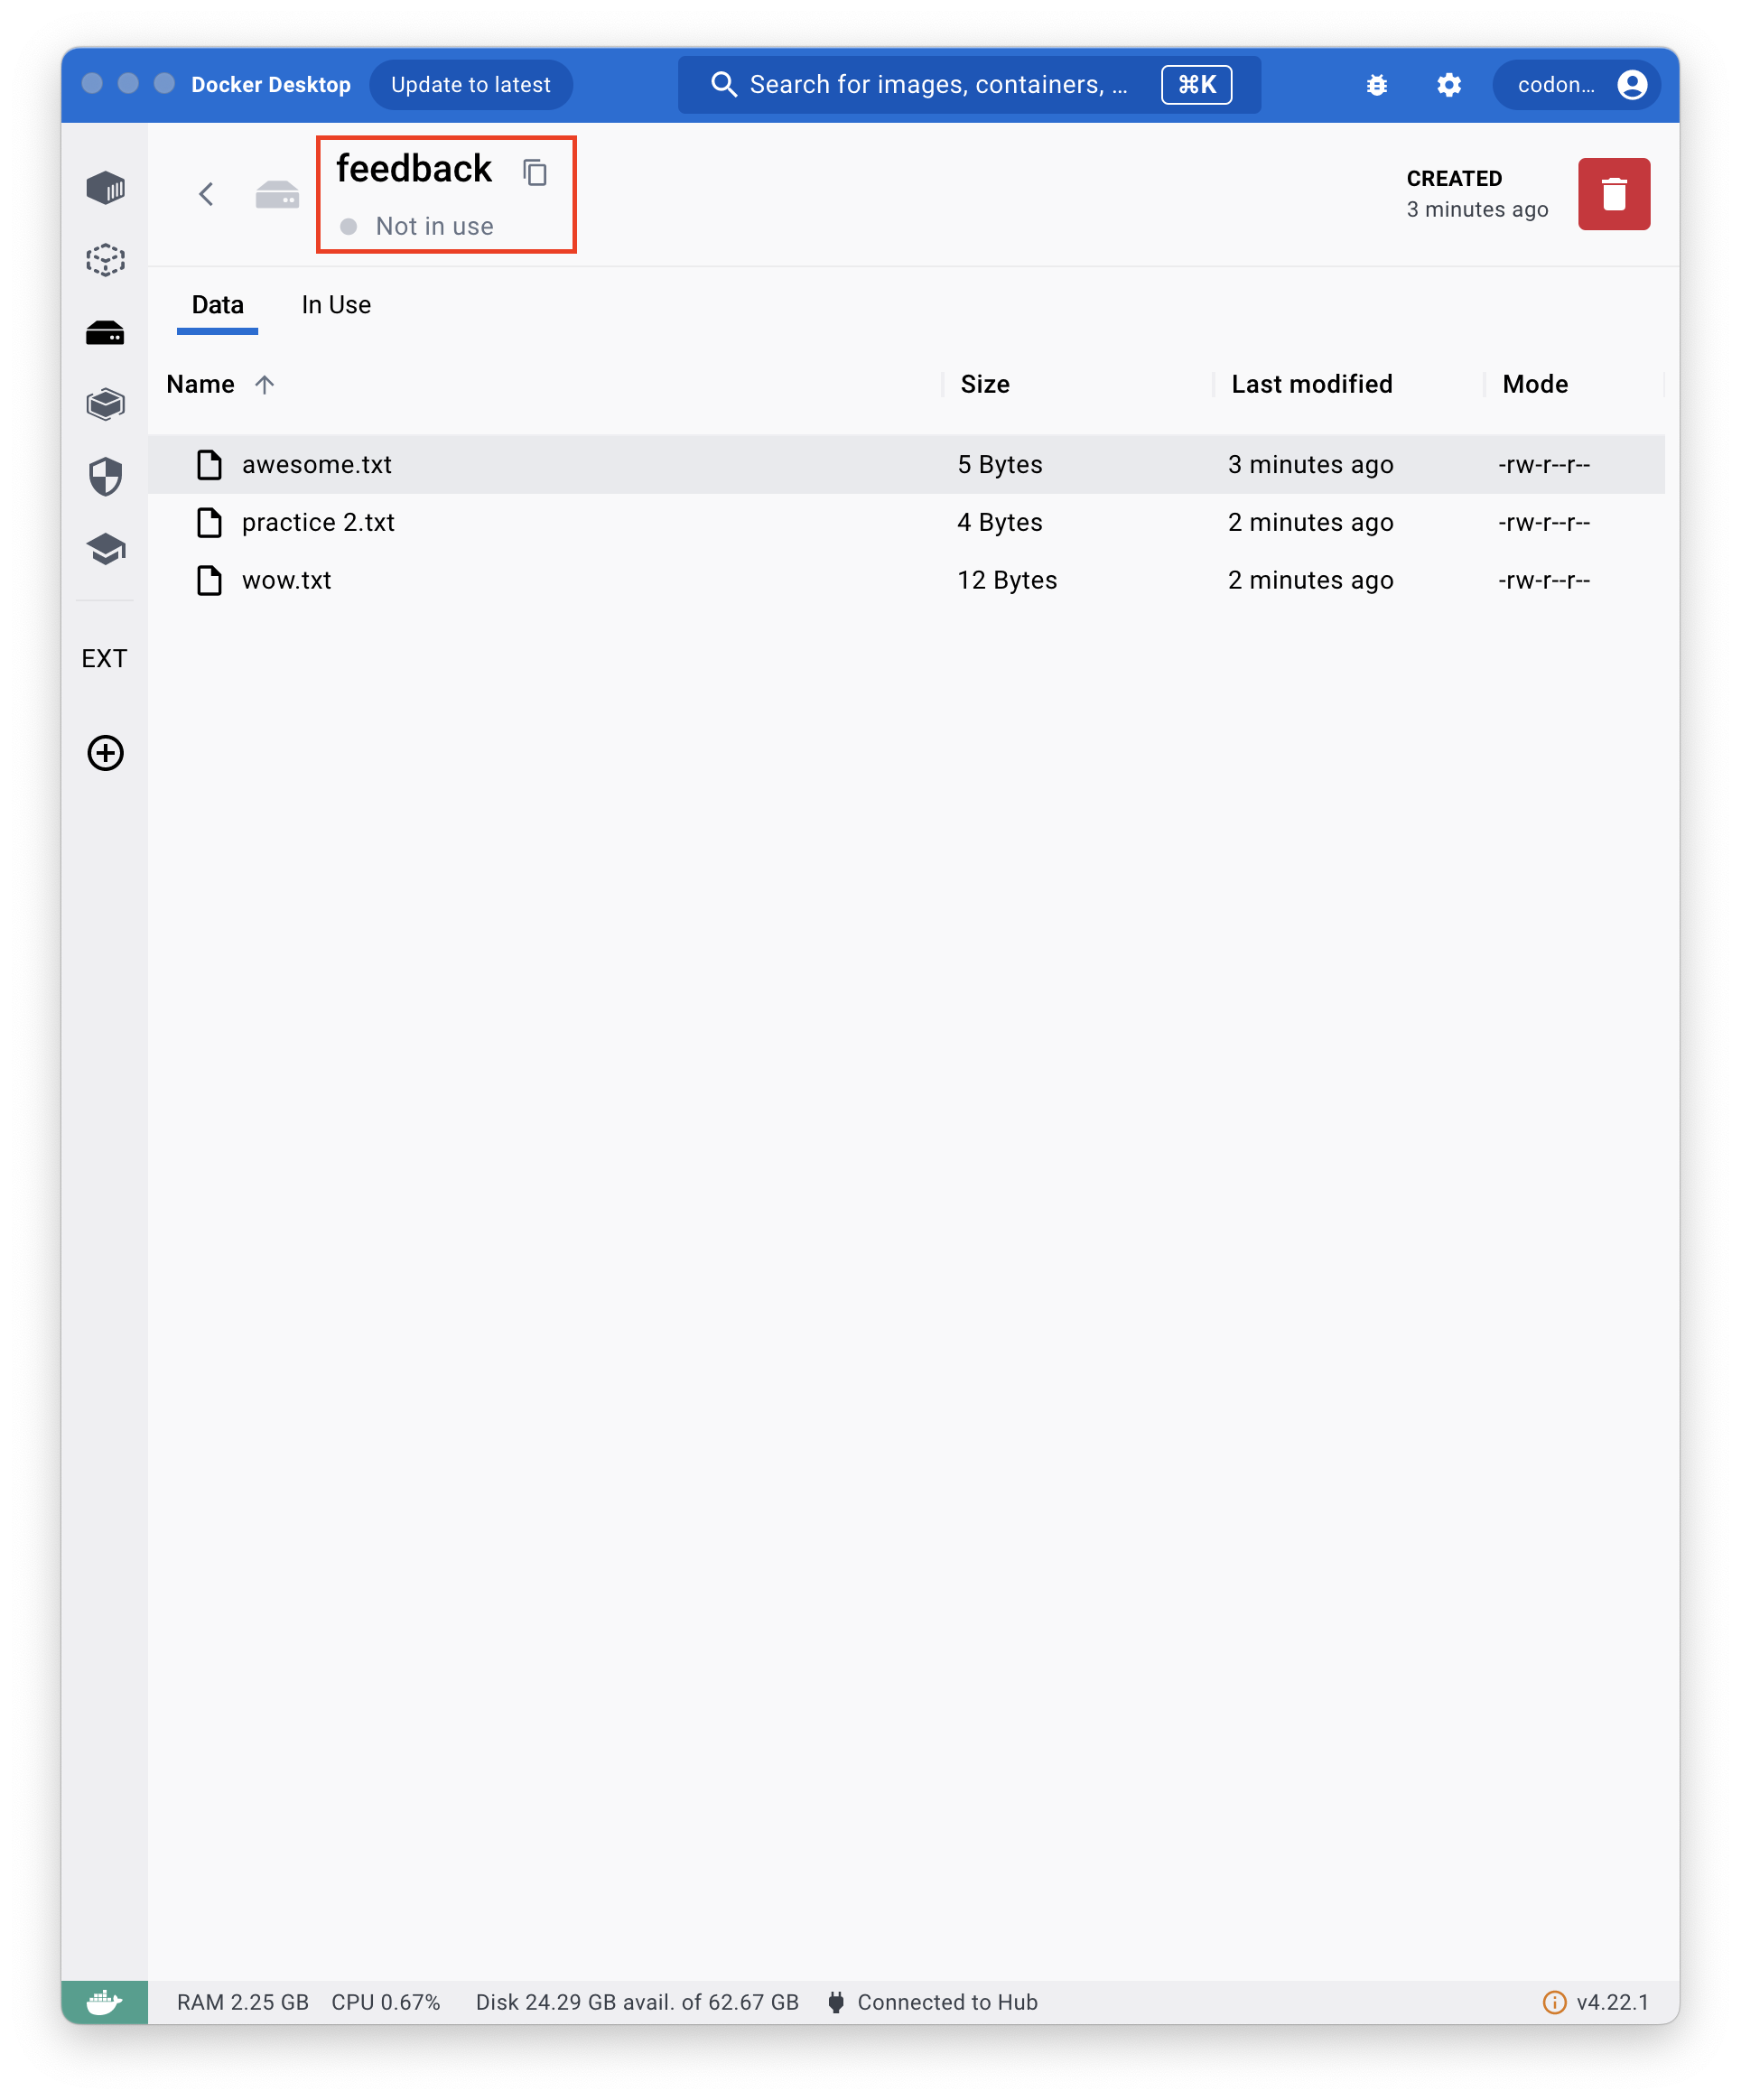 Docker Desktop Update to latest Search for images, containers, ... ⌘K codon...
feedback
Not in use
CREATED
3 minutes ago
Data In Use
Name Size Last modified Mode
awesome.txt 5 Bytes 3 minutes ago -rw-r--r--
practice 2.txt 4 Bytes 2 minutes ago -rw-r--r--
wow.txt 12 Bytes 2 minutes ago -rw-r--r--
EXT
RAM 2.25 GB CPU 0.67% Disk 24.29 GB avail. of 62.67 GB Connected to Hub v4.22.1